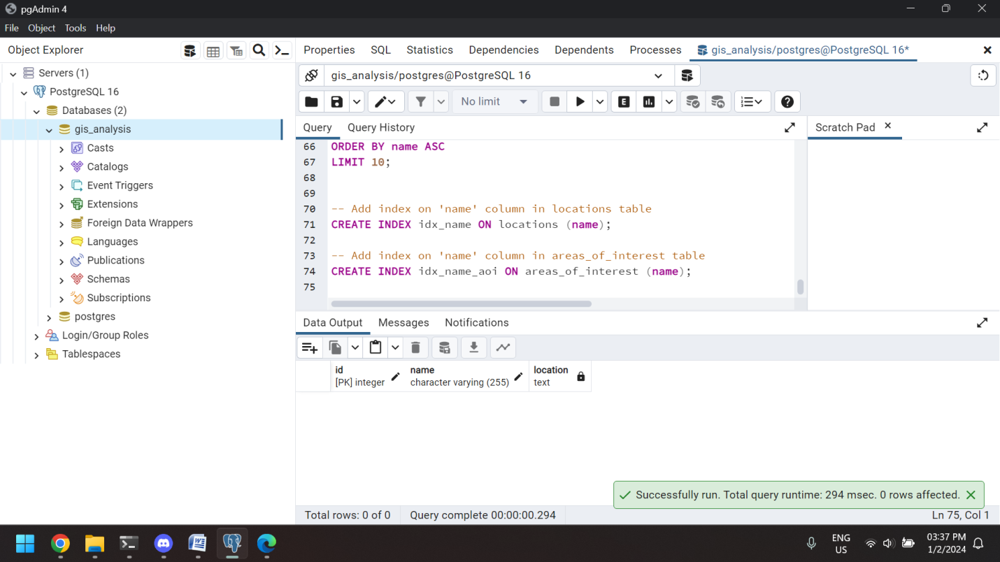 pgAdmin 4
File Object Tools Help
Object Explorer
Servers (1)
PostgreSQL 16
Databases (2)
gis_analysis
Casts
Catalogs
Event Triggers
Extensions
Foreign Data Wrappers
Languages
Publications
Schemas
Subscriptions
postgres
Login/Group Roles
Tablespaces
Properties SQL Statistics Dependencies Dependents Processes gis_analysis/postgres@PostgreSQL 16*
gis_analysis/postgres@PostgreSQL 16
No limit
E
Query Query History
Scratch Pad
66 ORDER BY name ASC
67 LIMIT 10;
68
69
70 -- Add index on 'name' column in locations table
71 CREATE INDEX idx_name ON locations (name);
72
73 -- Add index on 'name' column in areas_of_interest table
74 CREATE INDEX idx_name_aoi ON areas_of_interest (name);
75
Data Output Messages Notifications
id name location
[PK] integer character varying (255) text
Successfully run. Total query runtime: 294 msec. 0 rows affected.
Total rows: 0 of 0 Query complete 00:00:00.294 Ln 75, Col 1
W
ENG
US
03:37 PM
1/2/2024